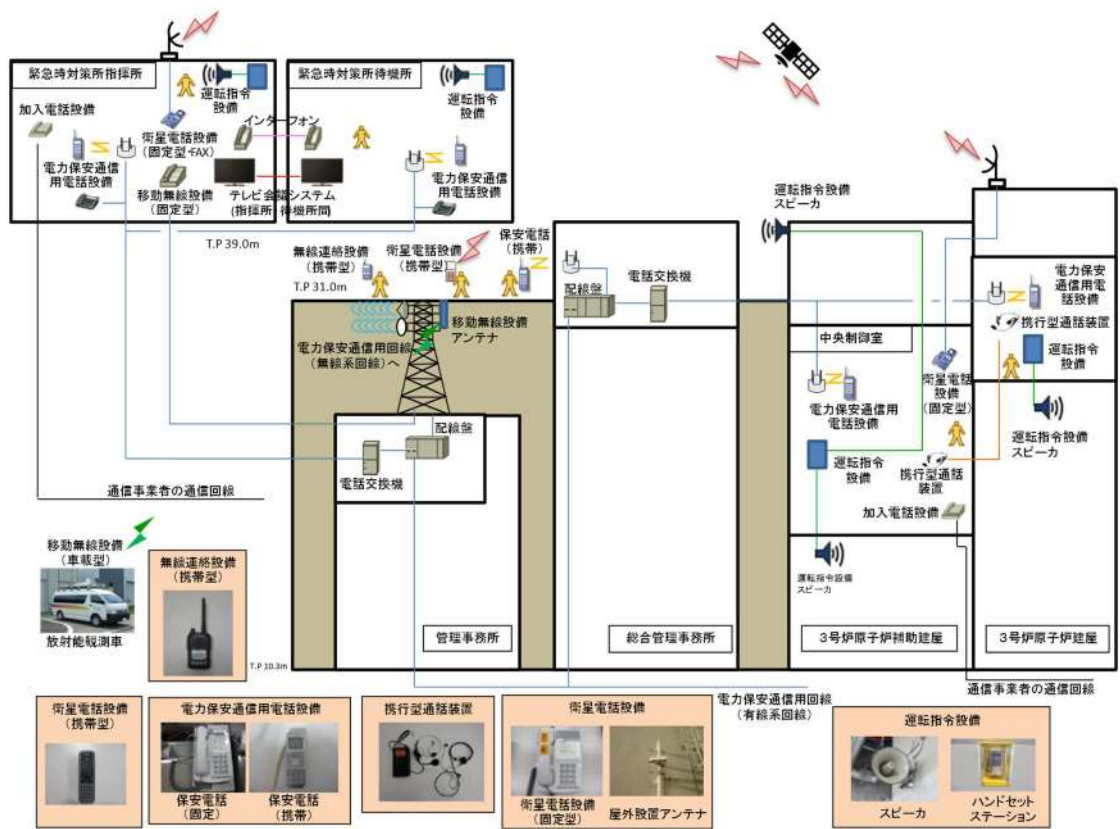 緊急時対策所指揮所
運転指令
設備
加入電話設備
衛星電話設備
(固定型・FAX)
電力保安通信
用電話設備
移動無線設備
(固定型)
インターフォン
テレビ会議システム
(指揮所 待機所間)
緊急時対策所待機所
運転指令
設備
電力保安通信
用電話設備
T.P 39.0m
無線連絡設備
(携帯型)
衛星電話設備
(携帯型)
保安電話
(携帯)
T.P 31.0m
移動無線設備
アンテナ
電力保安通信用回線
(無線系回線)へ
配線盤
電話交換機
通信事業者の通信回線
配線盤
電話交換機
運転指令設備
スピーカ
中央制御室
電力保安通信用
電話設備
衛星電話
設備
(固定型)
運転指令
設備
携行型通話
装置
加入電話設備
運転指令設備
スピーカ
電力保安
通信用電
話設備
携行型通話装置
運転指令
設備
運転指令設備
スピーカ
移動無線設備
(車載型)
放射能観測車
無線連絡設備
(携帯型)
管理事務所
総合管理事務所
3号炉原子炉補助建屋
3号炉原子炉建屋
T.P 10.3m
電力保安通信用回線
(有線系回線)
通信事業者の通信回線
衛星電話設備
(携帯型)
電力保安通信用電話設備
保安電話
(固定)
保安電話
(携帯)
携行型通話装置
衛星電話設備
衛星電話設備
(固定型)
屋外設置アンテナ
運転指令設備
スピーカ
ハンドセット
ステーション